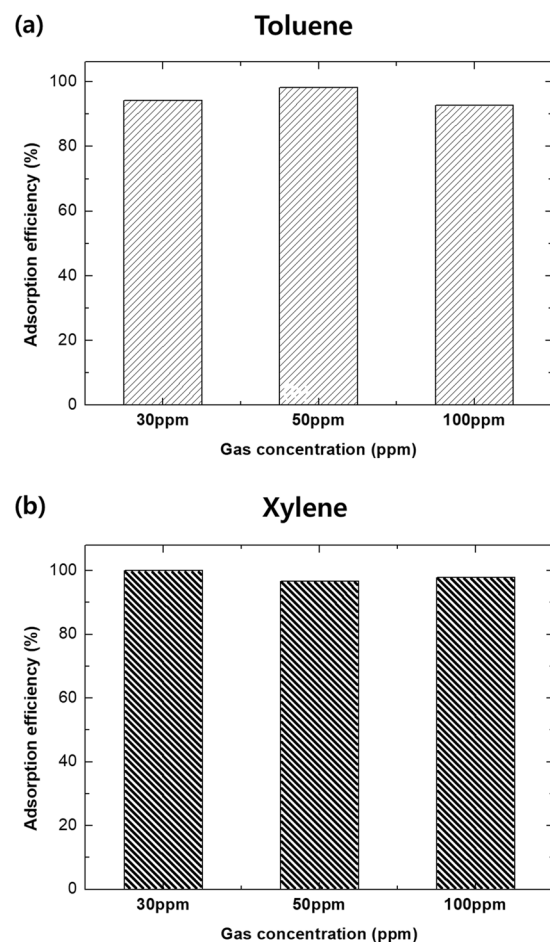 (a) Toluene
Adsorption efficiency (%)
100
80
60
40
20
0
30ppm 50ppm 100ppm
Gas concentration (ppm)
(b) Xylene
Adsorption efficiency (%)
100
80
60
40
20
0
30ppm 50ppm 100ppm
Gas concentration (ppm)